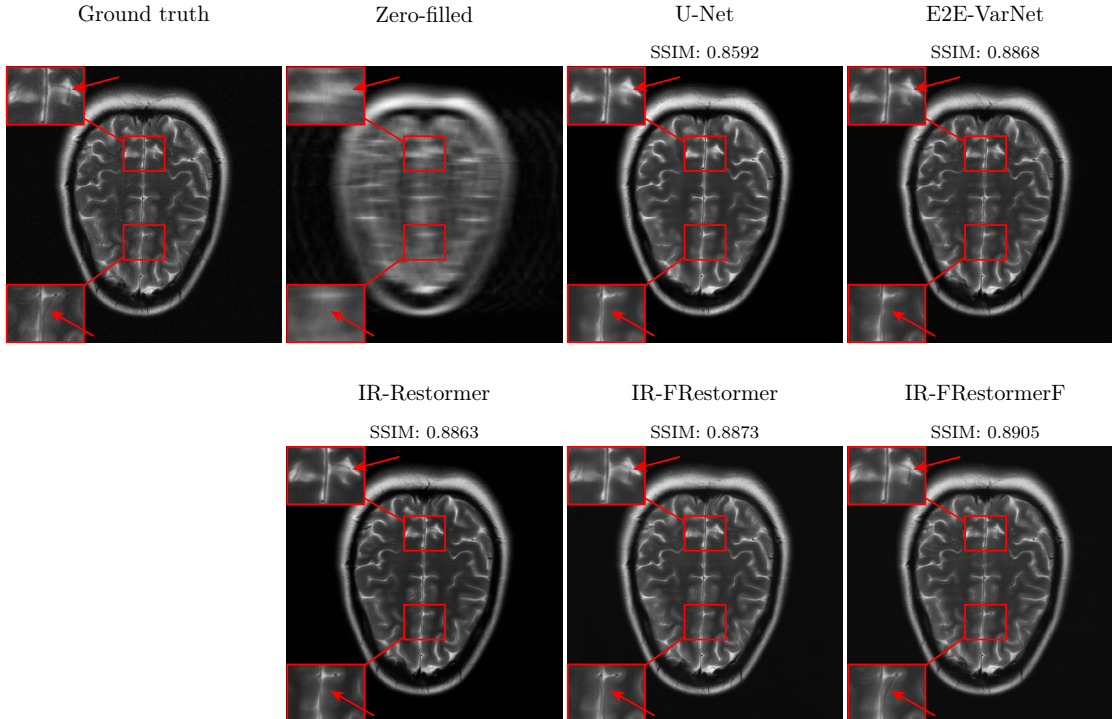 Ground truth
Zero-filled
U-Net
E2E-VarNet
SSIM: 0.8592
SSIM: 0.8868
IR-Restormer
IR-FRestormer
IR-FRestormerF
SSIM: 0.8863
SSIM: 0.8873
SSIM: 0.8905